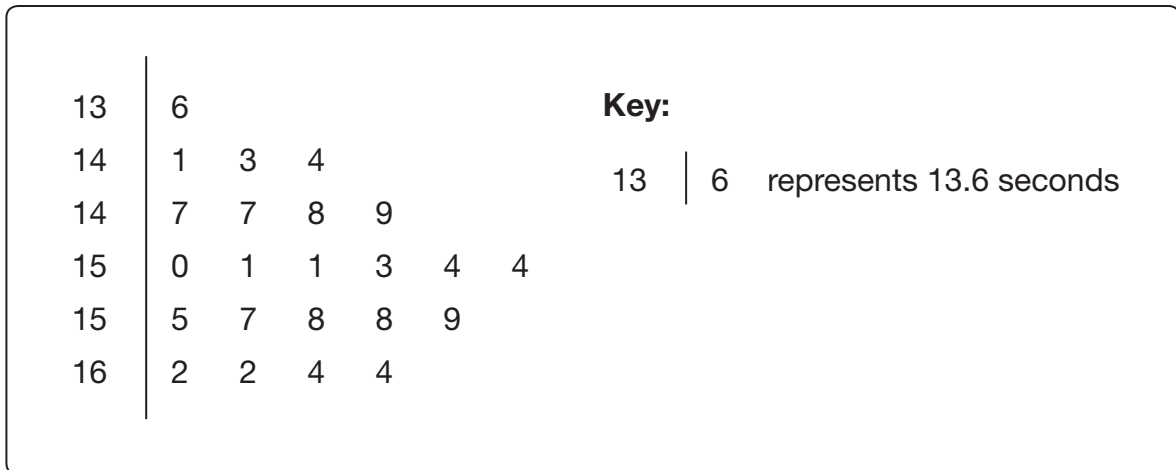 13 | 6
14 | 1 3 4
14 | 7 7 8 9
15 | 0 1 1 3 4 4
15 | 5 7 8 8 9
16 | 2 2 4 4
Key:
13 | 6 represents 13.6 seconds